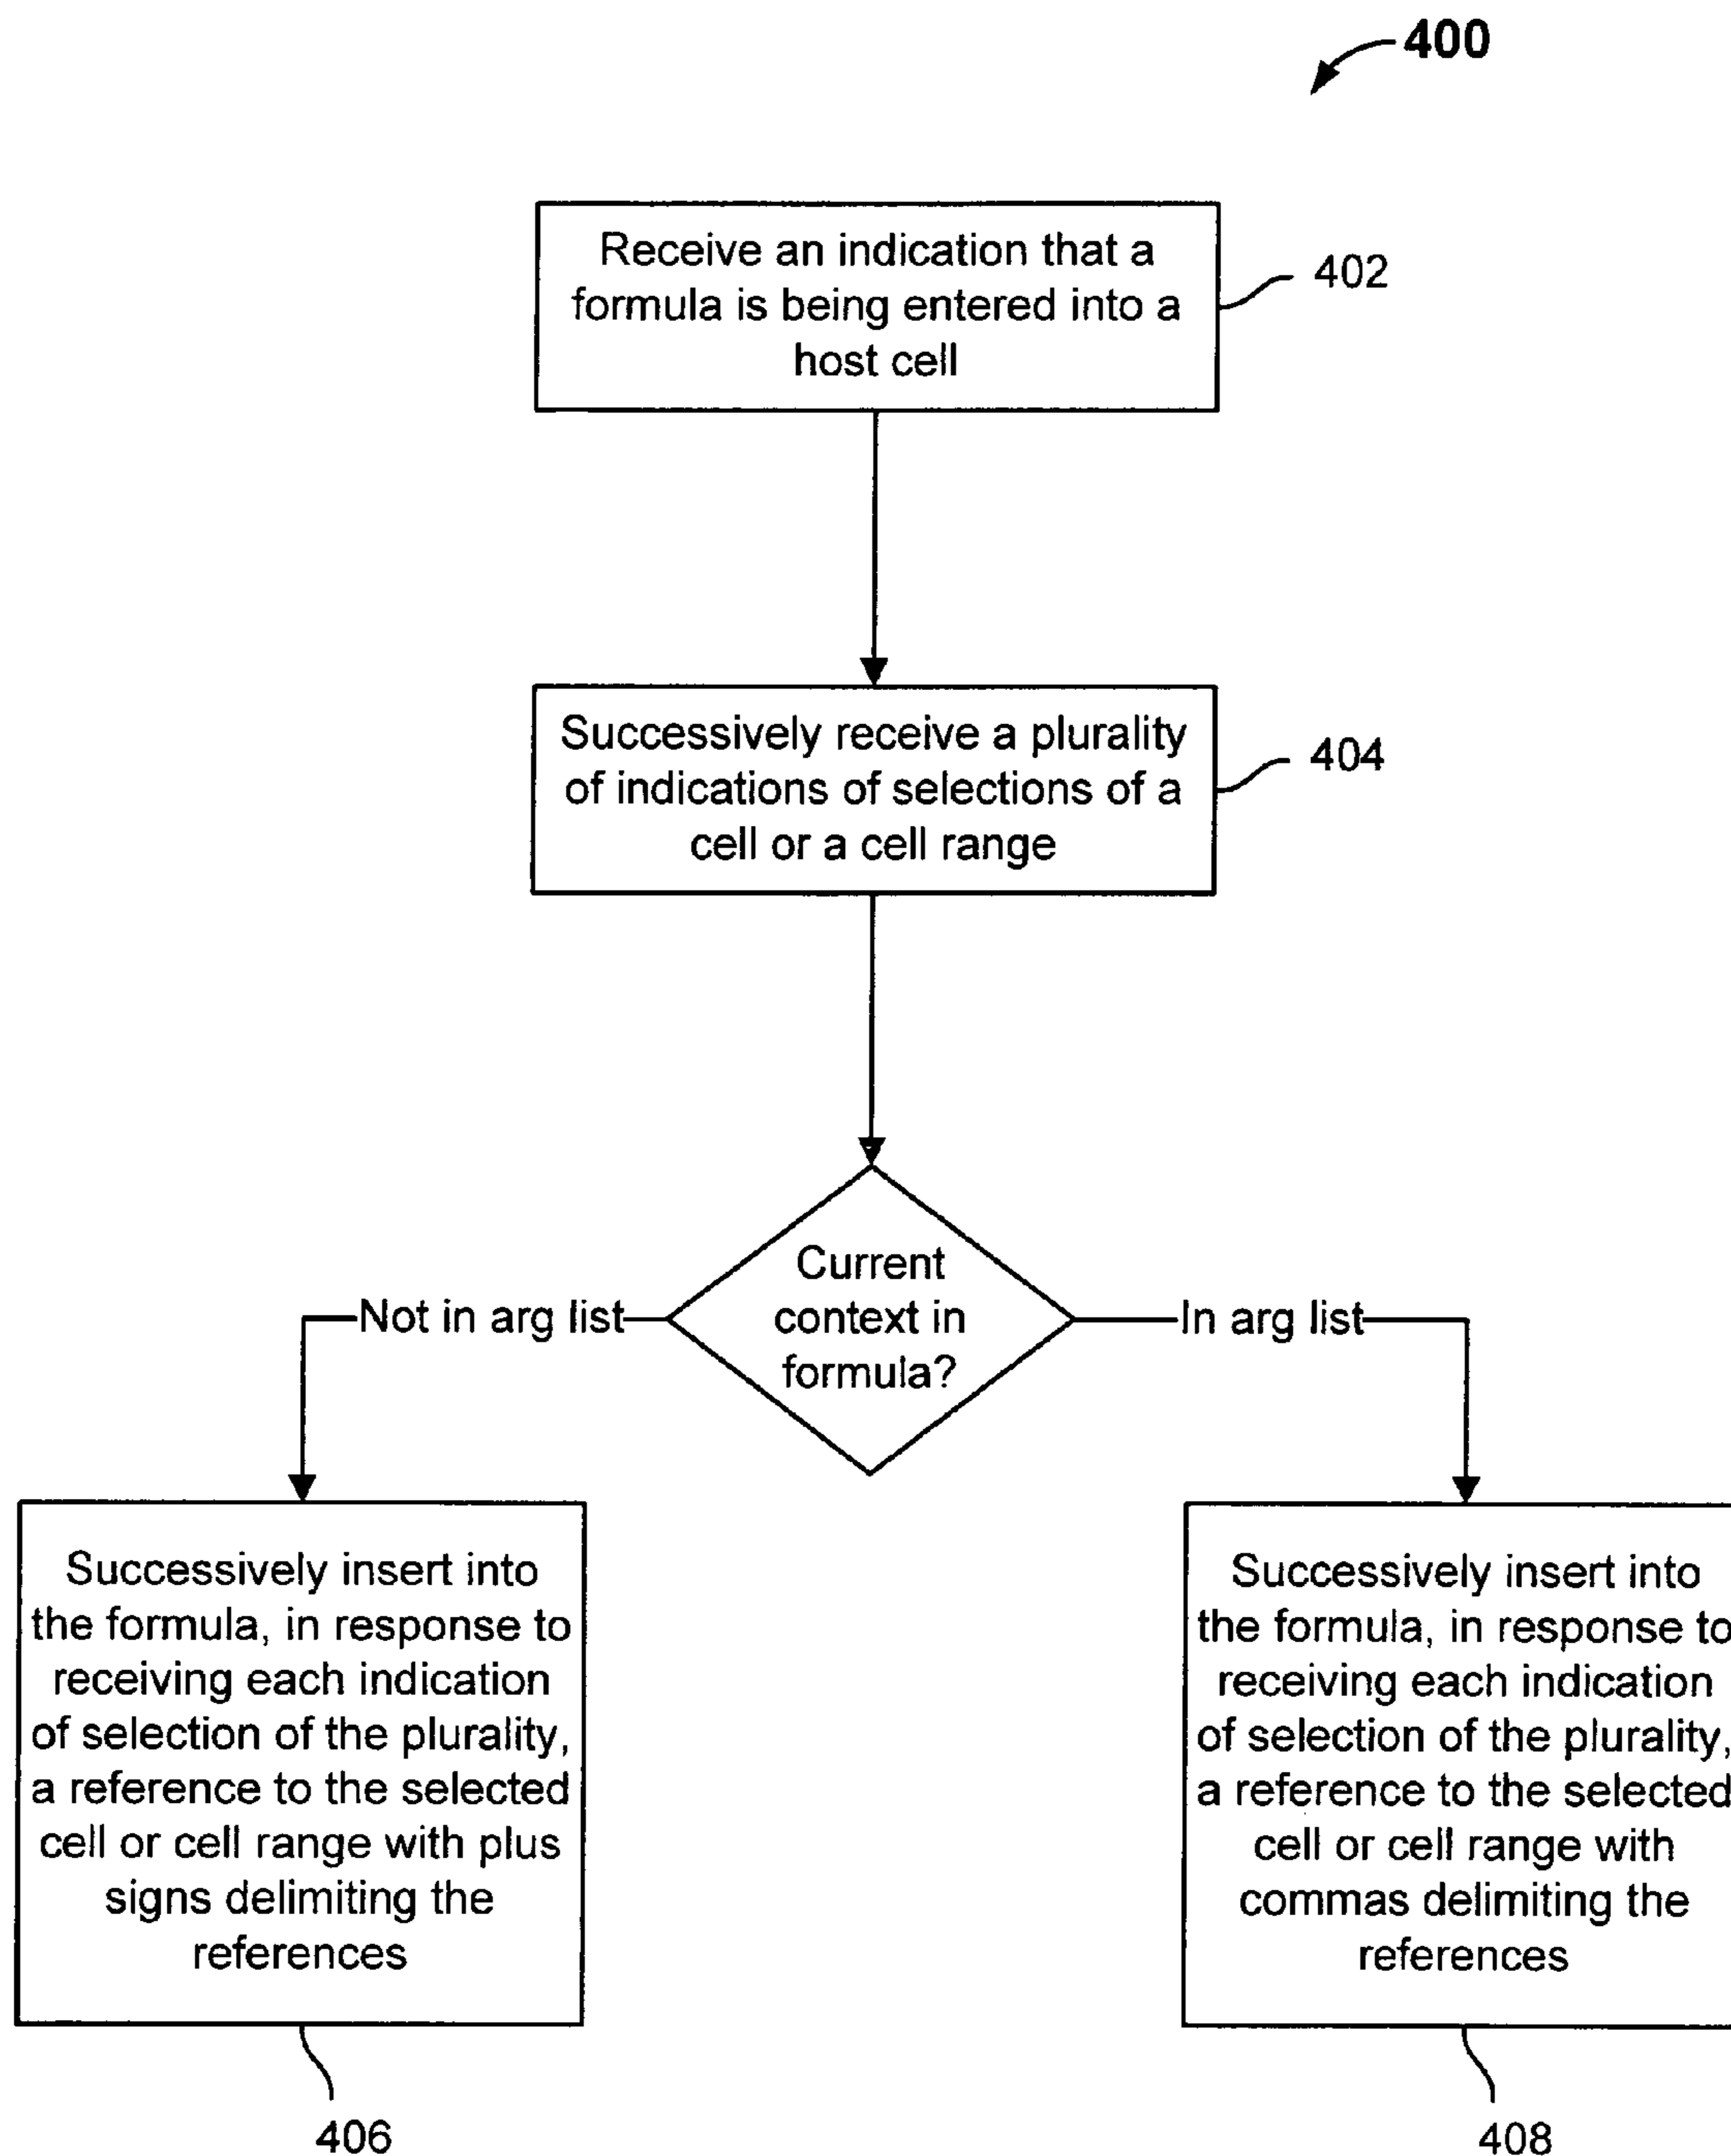 400
Receive an indication that a
formula is being entered into a
host cell
402
Successively receive a plurality
of indications of selections of a
cell or a cell range
404
Current
context in
formula?
Not in arg list
In arg list
Successively insert into
the formula, in response to
receiving each indication
of selection of the plurality,
a reference to the selected
cell or cell range with plus
signs delimiting the
references
406
Successively insert into
the formula, in response to
receiving each indication
of selection of the plurality,
a reference to the selected
cell or cell range with
commas delimiting the
references
408